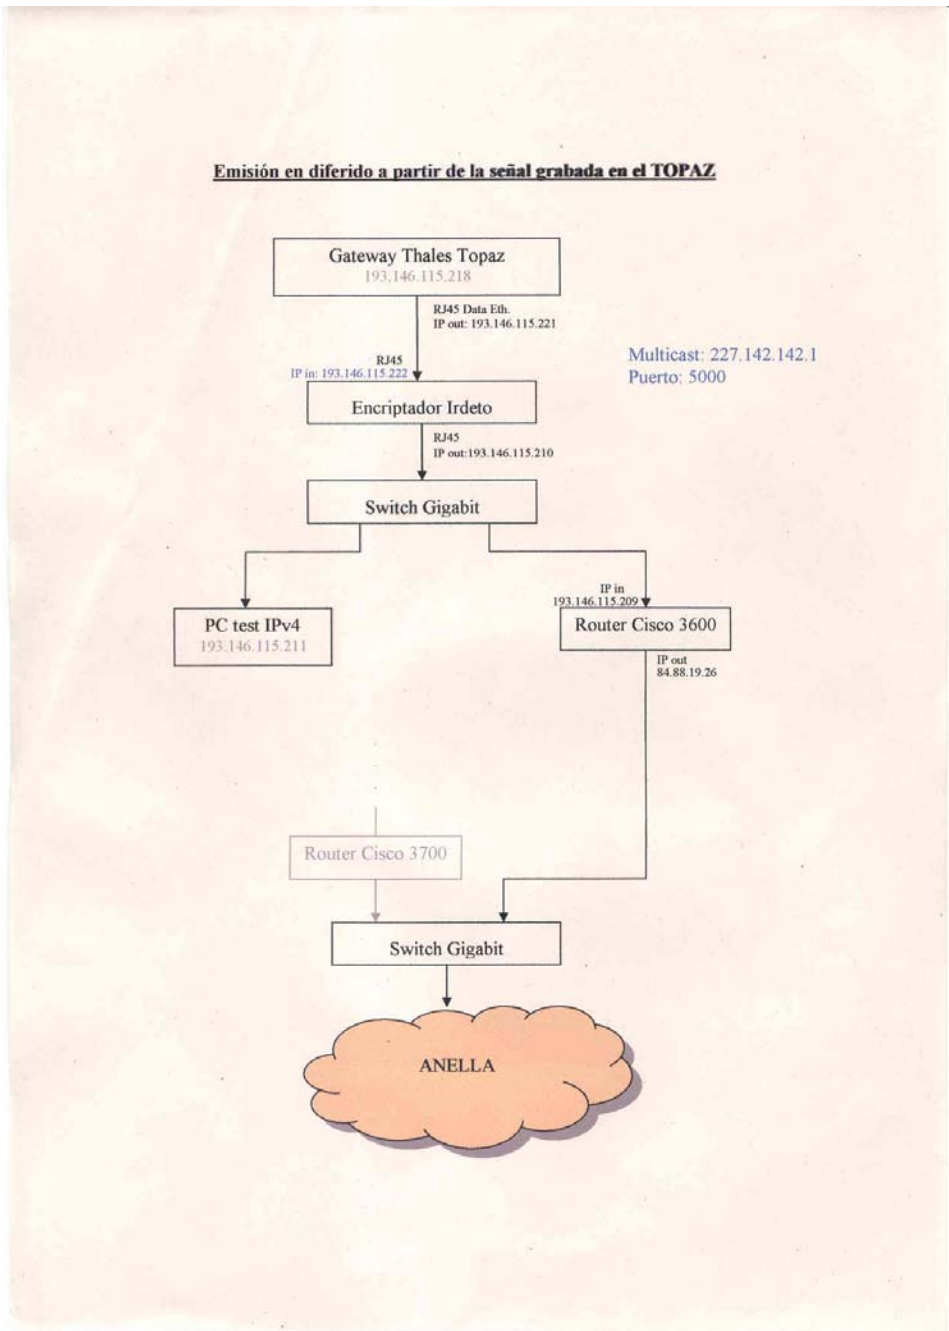 Emisión en diferido a partir de la señal grabada en el TOPAZ
Gateway Thales Topaz
193.146.115.218
RJ45 Data Eth.
IP out: 193.146.115.221
Multicast: 227.142.142.1
Puerto: 5000
RJ45
IP in: 193.146.115.222
Encriptador Irdeto
RJ45
IP out:193.146.115.210
Switch Gigabit
IP in
193.146.115.209
PC test IPv4
193.146.115.211
Router Cisco 3600
IP out
84.88.19.26
Router Cisco 3700
Switch Gigabit
ANELLA